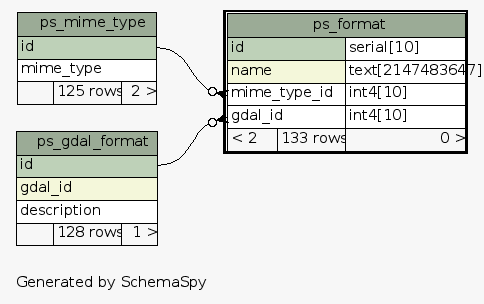 ps_mime_type
id
mime_type
125 rows 2 >
ps_gdal_format
id
gdal_id
description
128 rows 1 >
ps_format
id serial[10]
name text[2147483647]
mime_type_id int4[10]
gdal_id int4[10]
< 2 133 rows 0 >
Generated by SchemaSpy